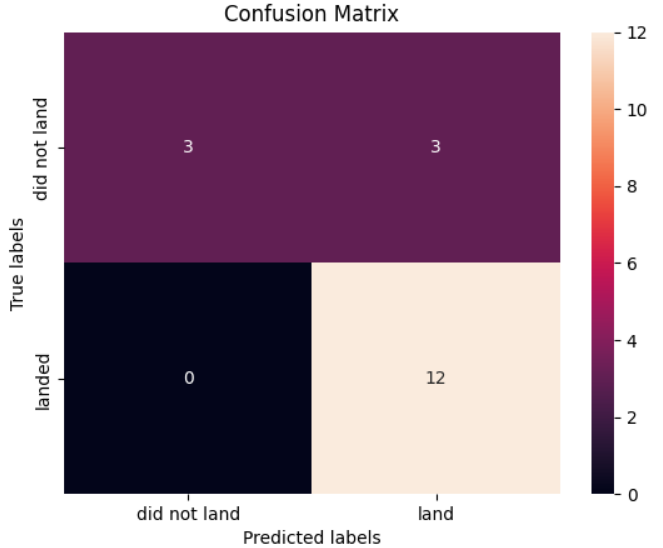 Confusion Matrix
True labels
did not land
landed
3 3
0 12
did not land land
Predicted labels
12
10
8
6
4
2
0